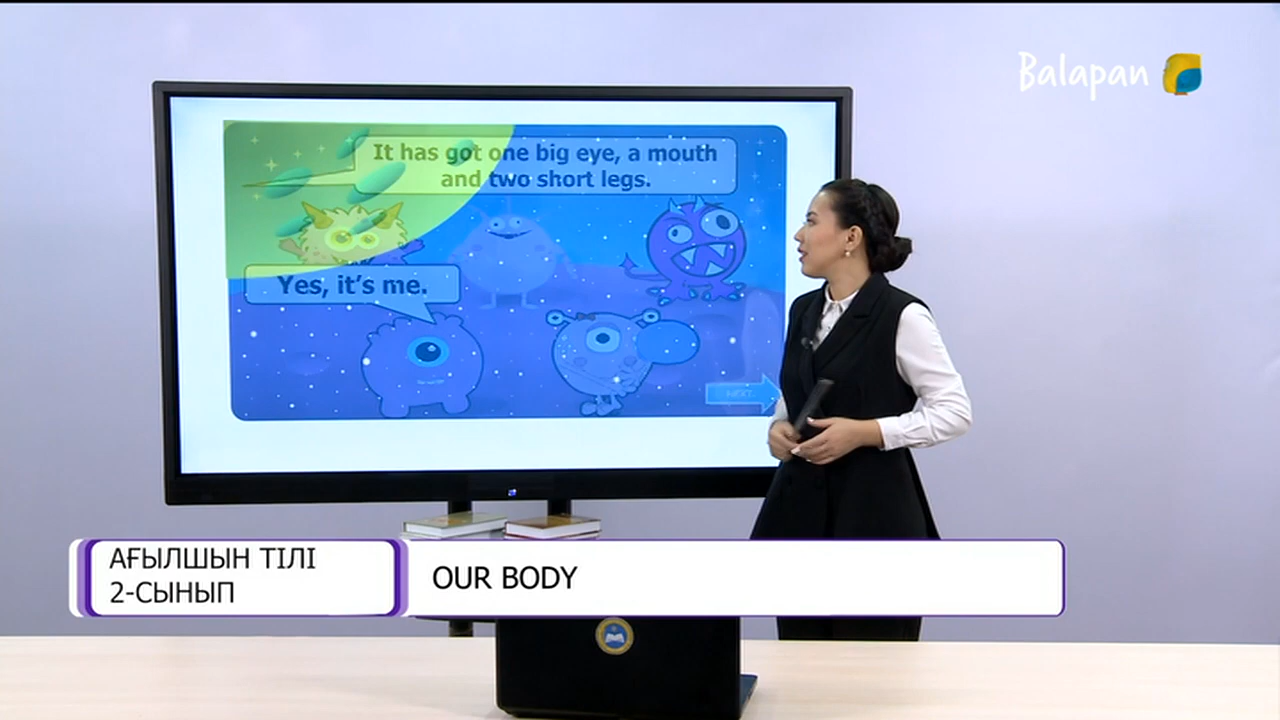 Balapan
It has got one big eye, a mouth
and two short legs.
Yes, it's me.
NEXT
АҒЫЛШЫН ТІЛІ
2-СЫНЫП
OUR BODY